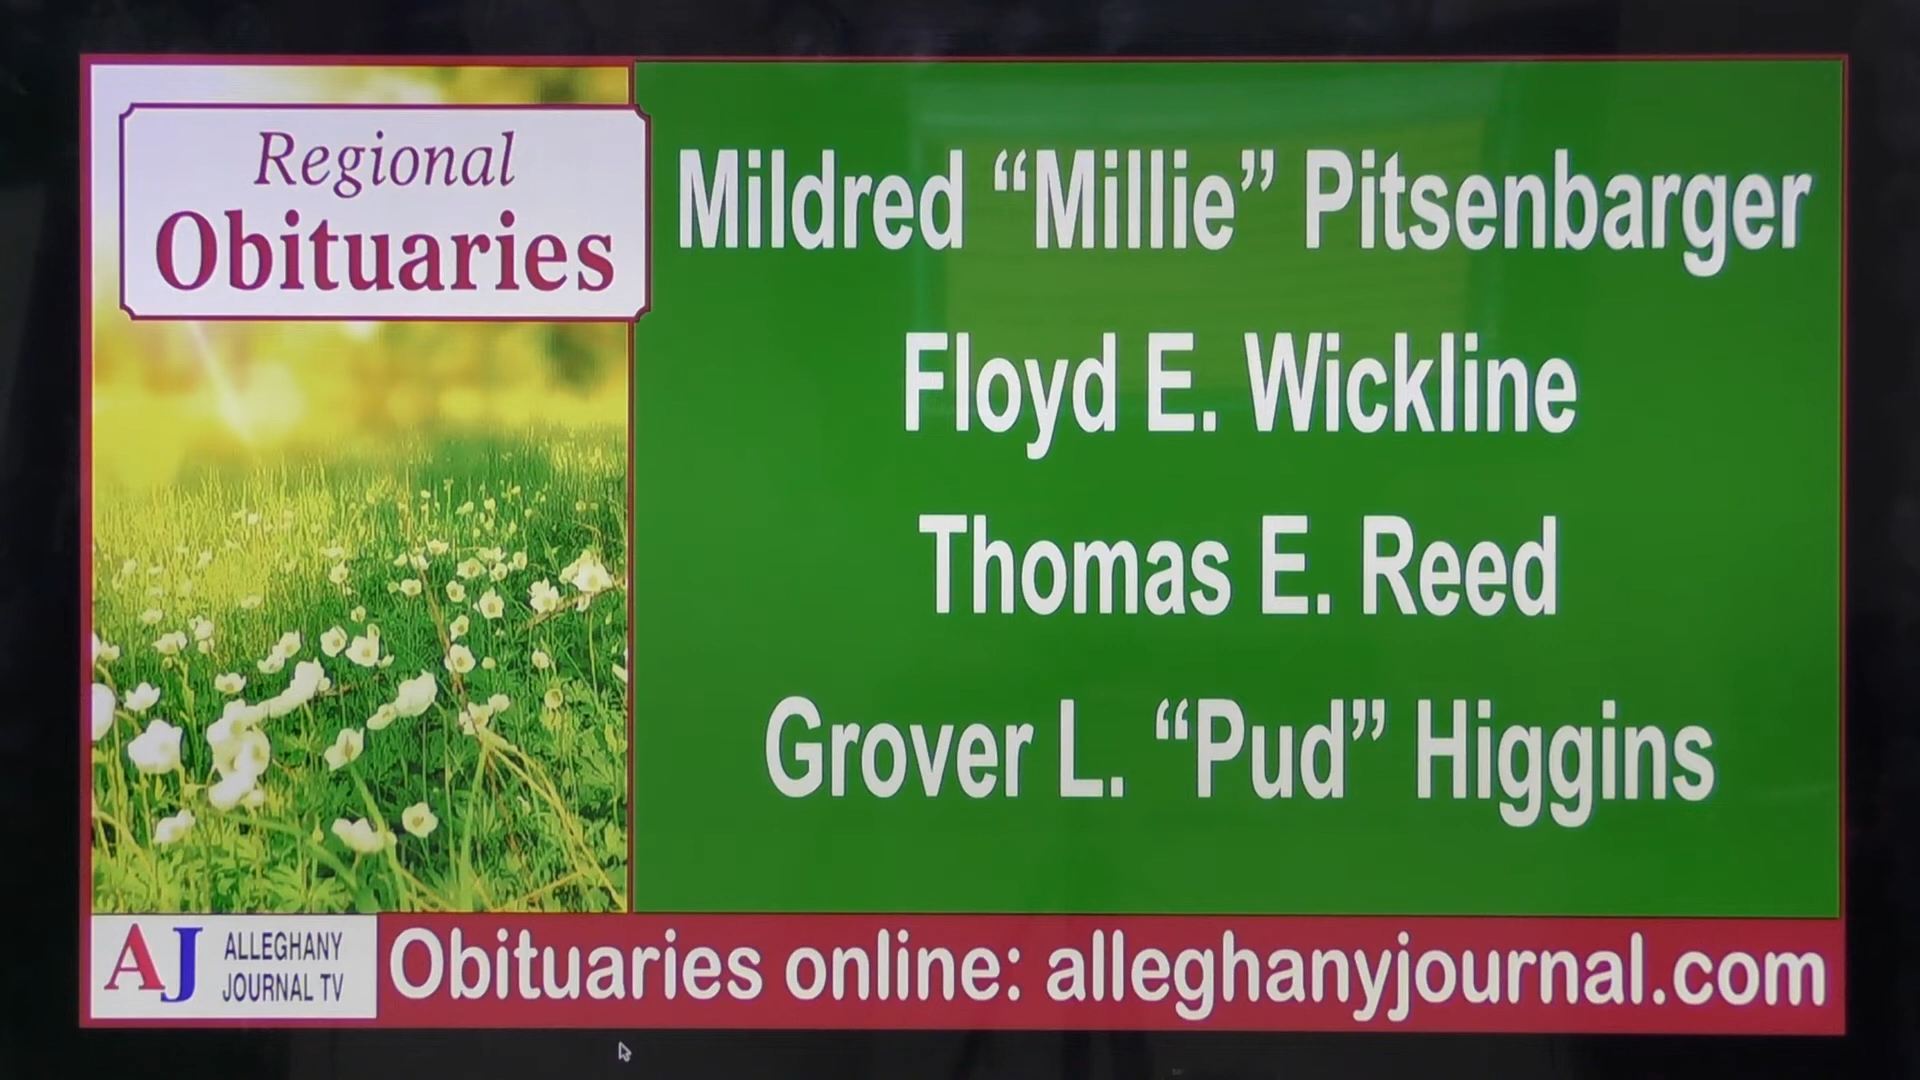 Regional
Obituaries
Mildred “Millie” Pitsenbarger
Floyd E. Wickline
Thomas E. Reed
Grover L. “Pud” Higgins
AJ ALLEGHANY
JOURNAL TV
Obituaries online: alleghanyjournal.com